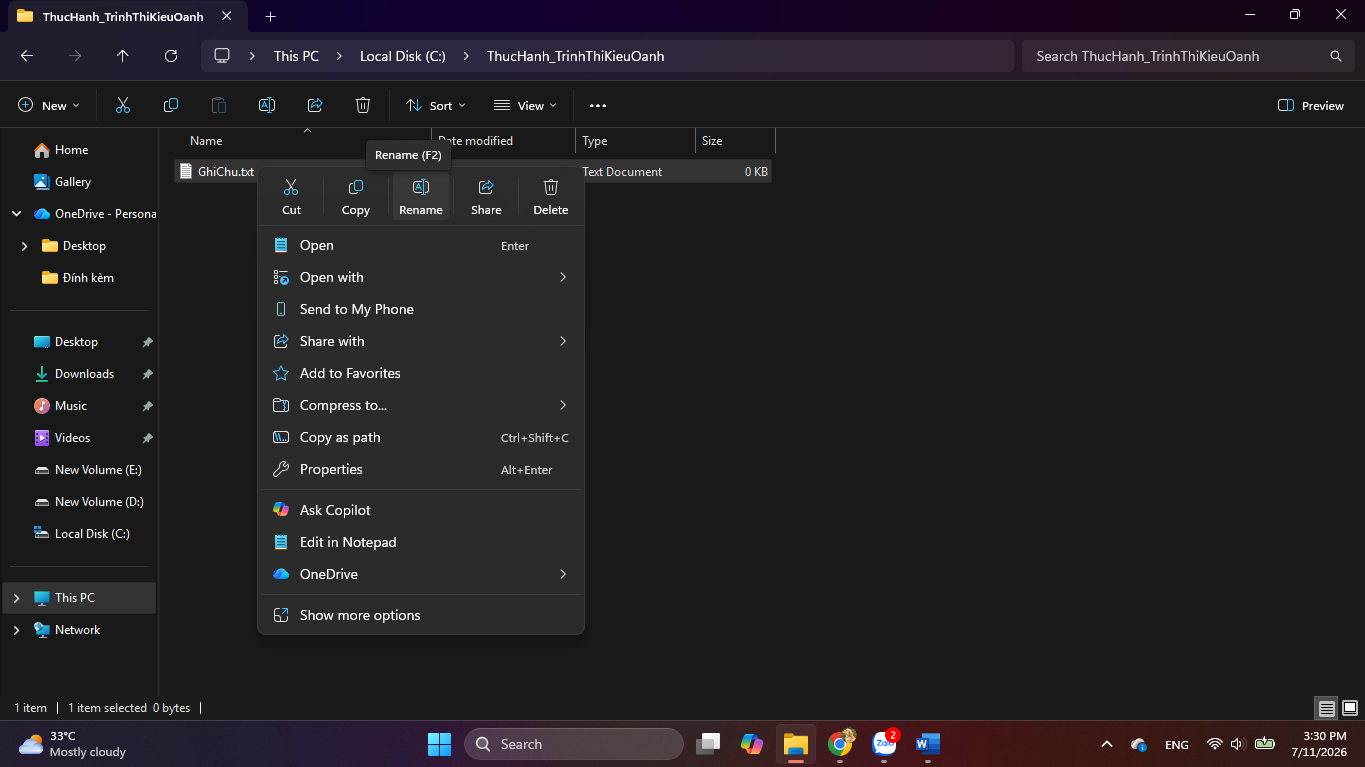 ThucHanh_TrinhThiKieuOanh
This PC > Local Disk (C:) > ThucHanh_TrinhThiKieuOanh
Search ThucHanh_TrinhThiKieuOanh
New
Sort
View
Preview
Name
Date modified
Type
Size
Rename (F2)
GhiChu.txt
Text Document
0 KB
Home
Gallery
OneDrive - Persona
Desktop
Đính kèm
Desktop
Downloads
Music
Videos
New Volume (E:)
New Volume (D:)
Local Disk (C:)
This PC
Network
Cut
Copy
Rename
Share
Delete
Open Enter
Open with
Send to My Phone
Share with
Add to Favorites
Compress to...
Copy as path Ctrl+Shift+C
Properties Alt+Enter
Ask Copilot
Edit in Notepad
OneDrive
Show more options
1 item | 1 item selected 0 bytes |
33°C
Mostly cloudy
Search
Zalo
2
W
ENG
3:30 PM
7/11/2026